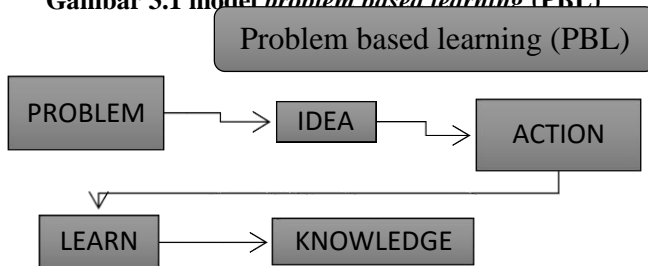 Gambar 3.1 model problem based learning (PBL)
Problem based learning (PBL)
PROBLEM
IDEA
ACTION
LEARN
KNOWLEDGE